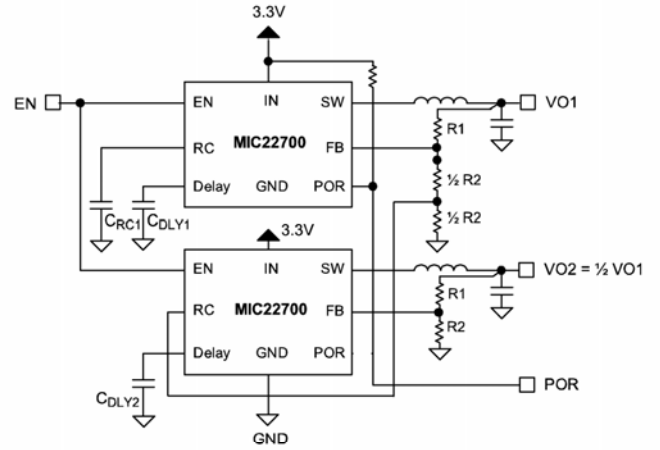 3.3V
EN
EN
IN
SW
VO1
R1
RC
MIC22700
FB
½ R2
Delay
GND
POR
CRC1
CDLY1
½ R2
3.3V
EN
IN
SW
VO2 = ½ VO1
R1
RC
MIC22700
FB
R2
Delay
GND
POR
CDLY2
POR
GND